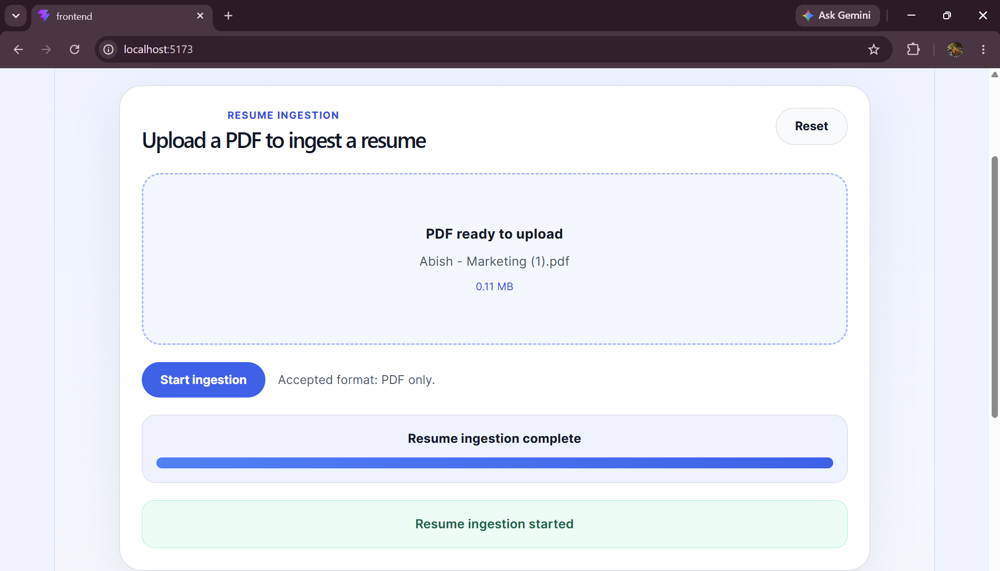 frontend
Ask Gemini
localhost:5173
RESUME INGESTION
Upload a PDF to ingest a resume
Reset
PDF ready to upload
Abish - Marketing (1).pdf
0.11 MB
Start ingestion
Accepted format: PDF only.
Resume ingestion complete
Resume ingestion started